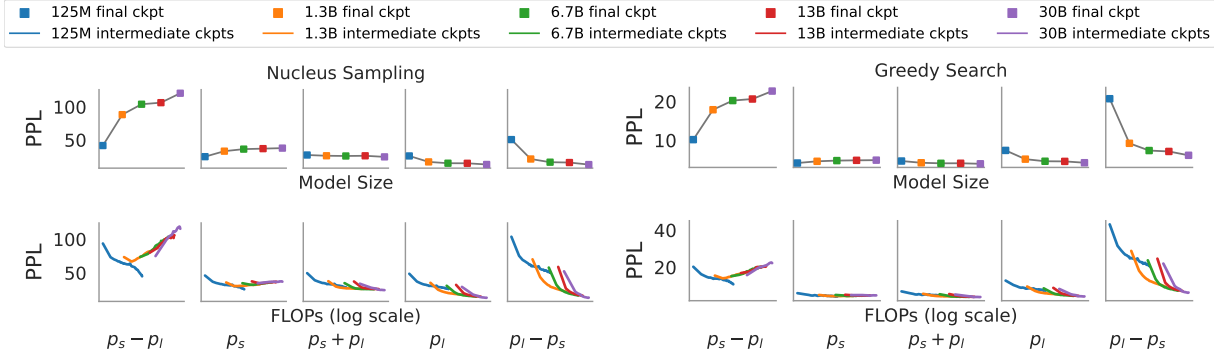 125M final ckpt 1.3B final ckpt 6.7B final ckpt 13B final ckpt 30B final ckpt
125M intermediate ckpts 1.3B intermediate ckpts 6.7B intermediate ckpts 13B intermediate ckpts 30B intermediate ckpts
Nucleus Sampling
PPL
100
50
Model Size
PPL
100
50
FLOPs (log scale)
p_s − p_l p_s p_s + p_l p_l p_l − p_s
Greedy Search
PPL
20
10
Model Size
PPL
40
20
FLOPs (log scale)
p_s − p_l p_s p_s + p_l p_l p_l − p_s